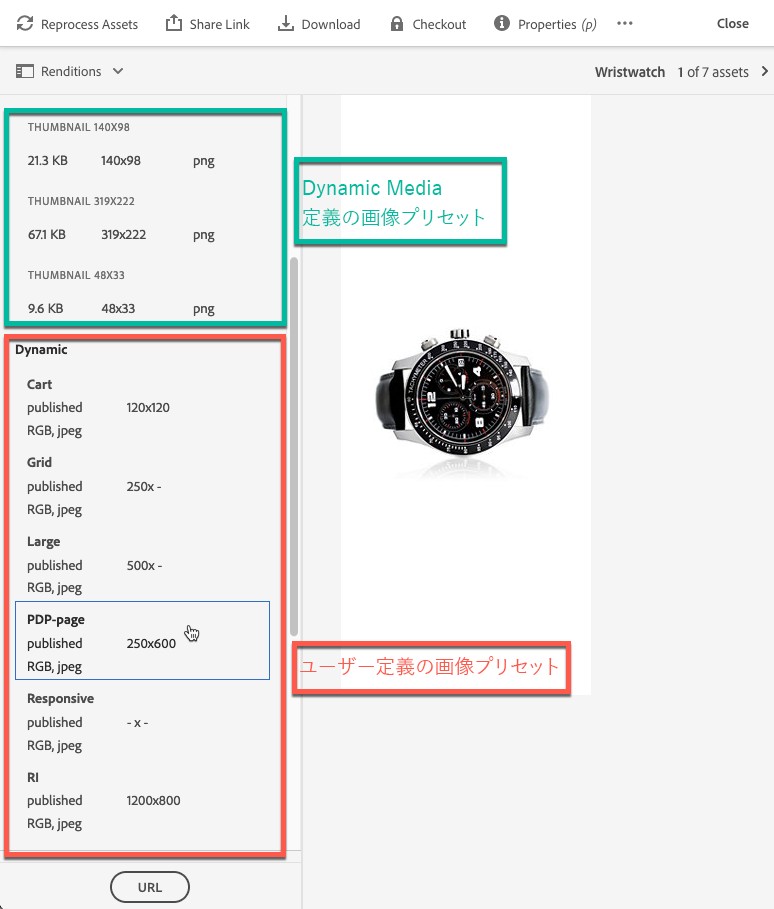 Reprocess Assets Share Link Download Checkout Properties (p) ••• Close
Renditions Wristwatch 1 of 7 assets
THUMBNAIL 140X98
21.3 KB 140x98 png
THUMBNAIL 319X222
67.1 KB 319x222 png
THUMBNAIL 48X33
9.6 KB 48x33 png
Dynamic Media
定義の画像プリセット
Dynamic
Cart
published 120x120
RGB, jpeg
Grid
published 250x -
RGB, jpeg
Large
published 500x -
RGB, jpeg
PDP-page
published 250x600
RGB, jpeg
Responsive
published - x -
RGB, jpeg
RI
published 1200x800
RGB, jpeg
TACHYMETER
12
4
ユーザー定義の画像プリセット
URL